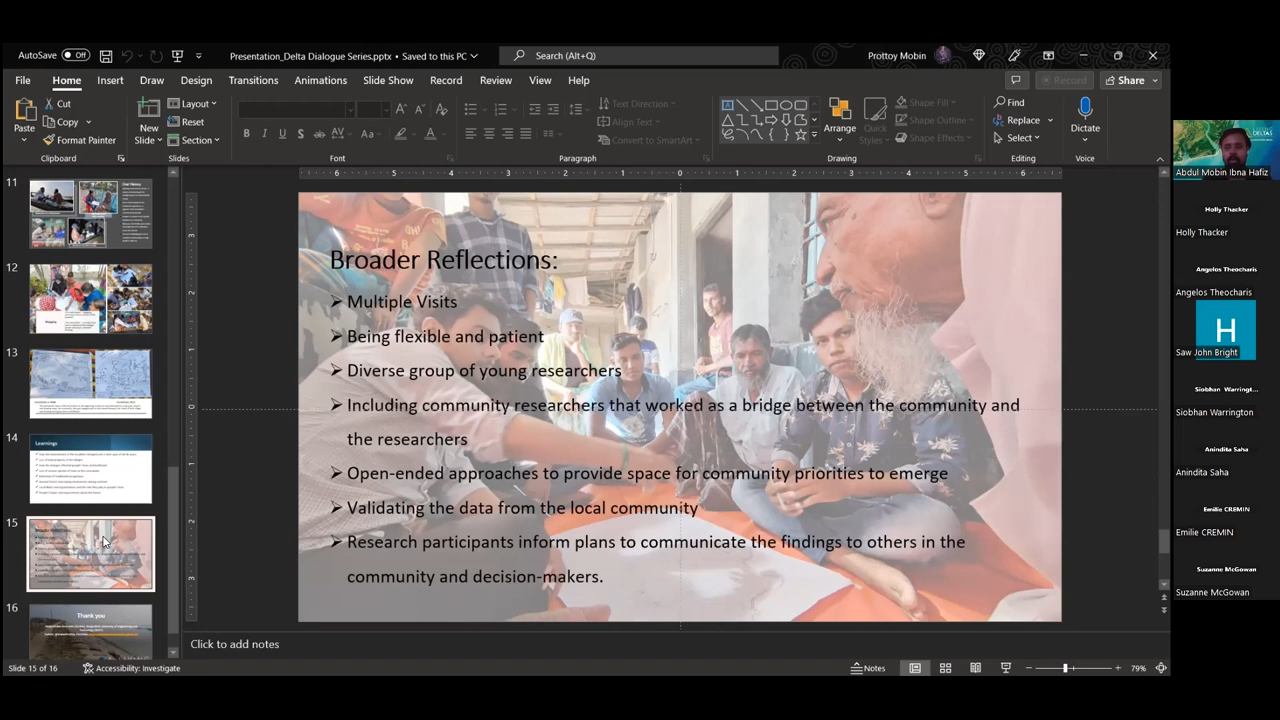 AutoSave Off Presentation_Delta Dialogue Series.pptx • Saved to this PC Search (Alt+Q) Prottoy Mobin
File Home Insert Draw Design Transitions Animations Slide Show Record Review View Help Record Share
Paste Cut Copy Format Painter
New Slide Layout Reset Section
Text Direction Align Text Convert to SmartArt
Arrange Quick Styles Shape Fill Shape Outline Shape Effects
Find Replace Select Dictate
Clipboard Slides Font Paragraph Drawing Editing Voice
11
12
13
14
Learnings
15
16
Thank you
Broader Reflections:
Multiple Visits
Being flexible and patient
Diverse group of young researchers
Including community researchers that worked as a bridge between the community and
the researchers
Open-ended approaches to provide space for community priorities to emerge
Validating the data from the local community
Research participants inform plans to communicate the findings to others in the
community and decision-makers.
Click to add notes
Slide 15 of 16 Accessibility: Investigate Notes 79%
DELTAS
Abdul Mobin Ibna Hafiz
Holly Thacker
Holly Thacker
Angelos Theocharis
Angelos Theocharis
H
Saw John Bright
Siobhan Warringt...
Siobhan Warrington
Anindita Saha
Anindita Saha
Emilie CREMIN
Emilie CREMIN
Suzanne McGowan
Suzanne McGowan